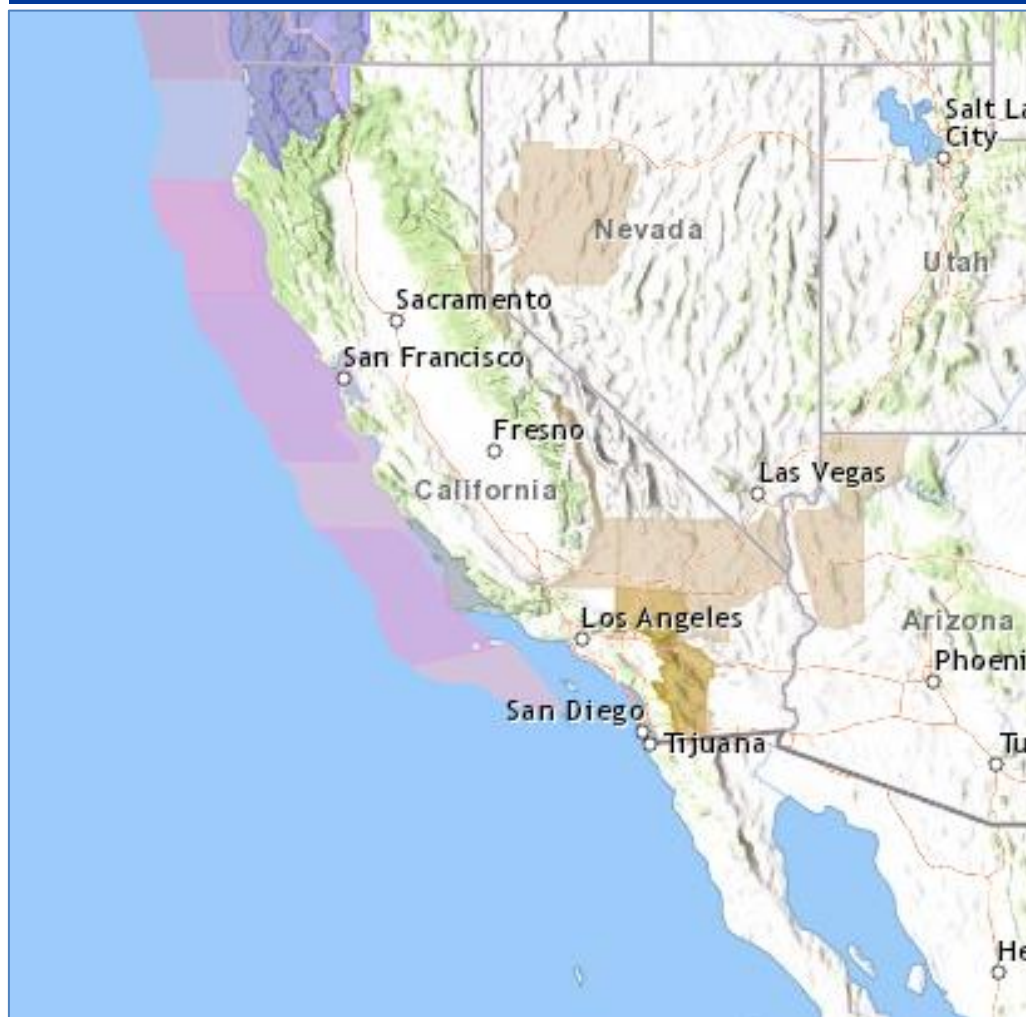 Salt La
City
Nevada
Utah
Sacramento
San Francisco
Fresno
Las Vegas
California
Los Angeles
Arizona
Phoeni
San Diego
Tijuana
Tu
He